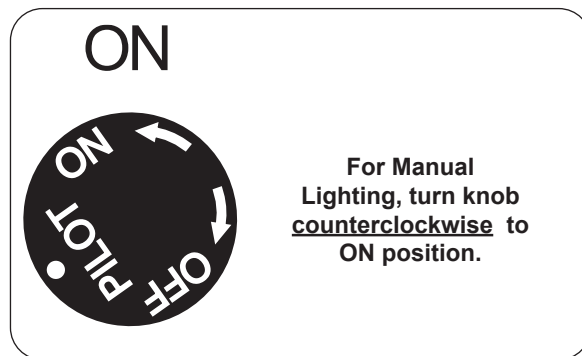 ON
ON
PILOT
OFF
For Manual
Lighting, turn knob
counterclockwise to
ON position.